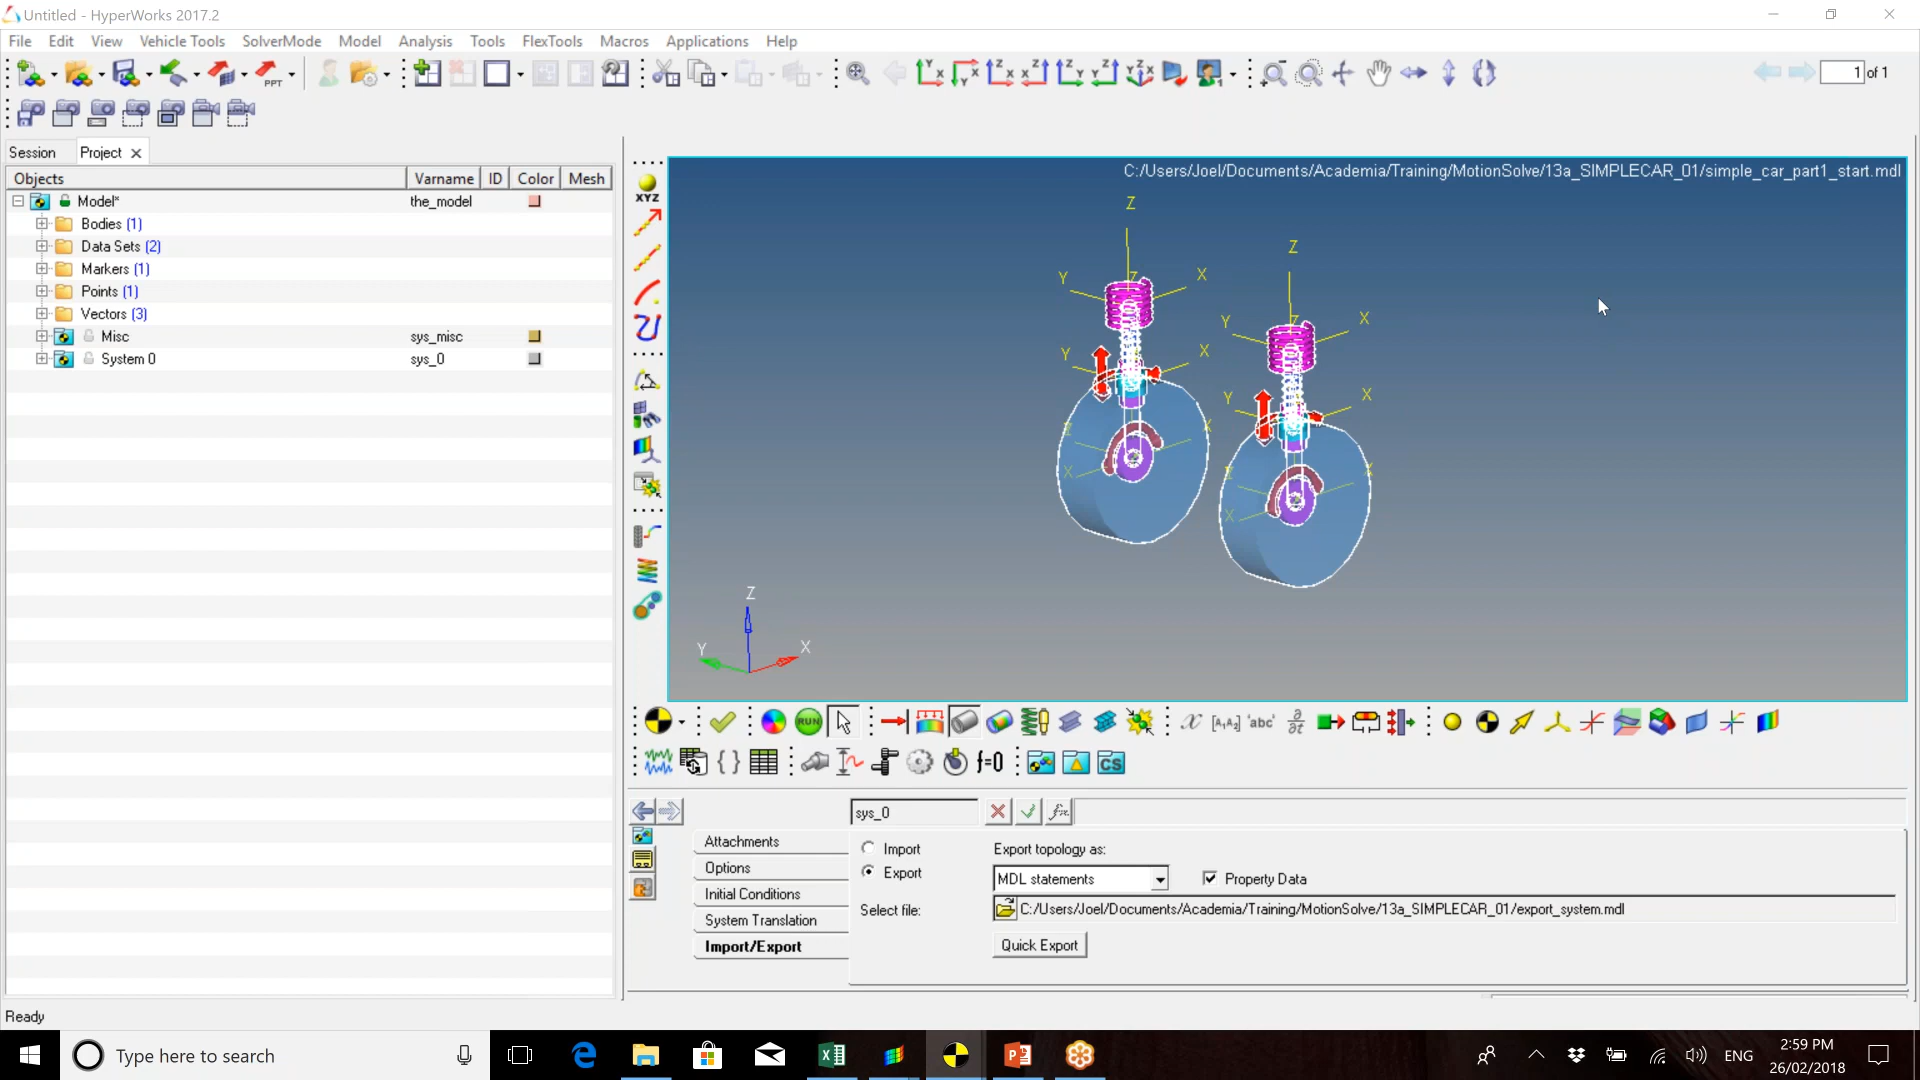 Untitled - HyperWorks 2017.2
File Edit View Vehicle Tools SolverMode Model Analysis Tools FlexTools Macros Applications Help
1 of 1
Session Project
Objects Varname ID Color Mesh
Model* the_model
Bodies (1)
Data Sets (2)
Markers (1)
Points (1)
Vectors (3)
Misc sys_misc
System 0 sys_0
XYZ
C:/Users/Joel/Documents/Academia/Training/MotionSolve/13a_SIMPLECAR_01/simple_car_part1_start.mdl
Z
Z
Y Z X
Y Z X
Y X
Y X
Z X
Z X
X
X
Z
Y X
RUN 'abc'
{ } f=0 CS
sys_0
Attachments
Options
Initial Conditions
System Translation
Import/Export
Import
Export
Export topology as:
MDL statements
Property Data
Select file:
C:/Users/Joel/Documents/Academia/Training/MotionSolve/13a_SIMPLECAR_01/export_system.mdl
Quick Export
Ready
Type here to search
ENG
2:59 PM
26/02/2018